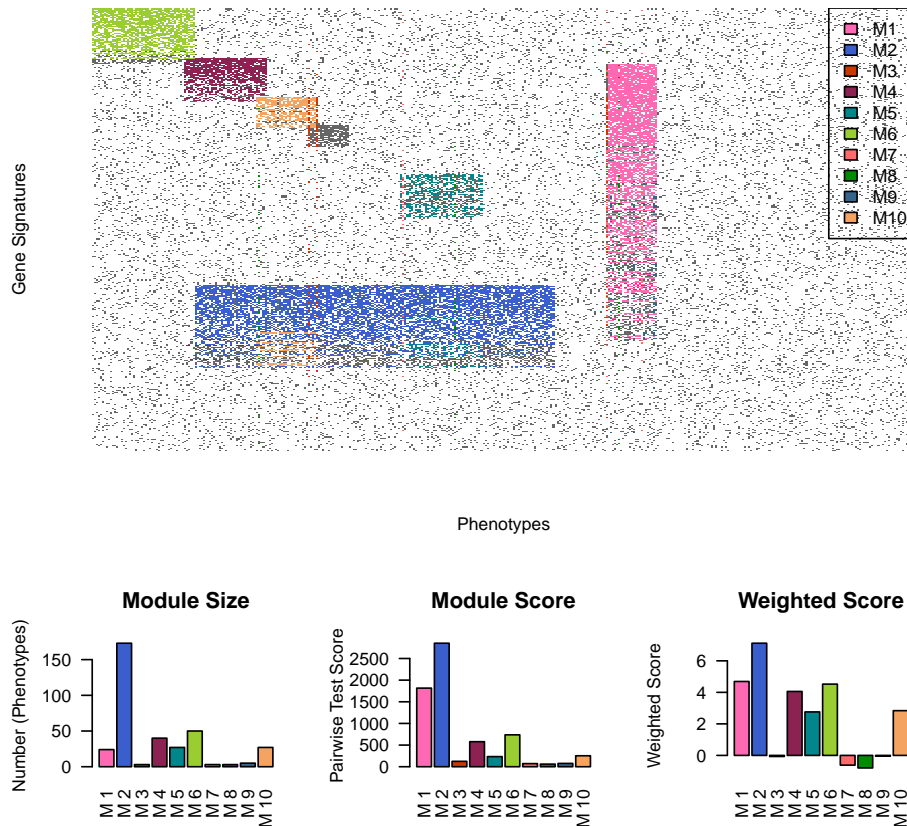 M1
M2
M3
M4
M5
M6
M7
M8
M9
M10
Gene Signatures
Phenotypes
Module Size
Number (Phenotypes)
150
100
50
0
M 1
M 2
M 3
M 4
M 5
M 6
M 7
M 8
M 9
M 10
Module Score
Pairwise Test Score
2500
2000
1500
1000
500
0
M 1
M 2
M 3
M 4
M 5
M 6
M 7
M 8
M 9
M 10
Weighted Score
Weighted Score
6
4
2
0
M 1
M 2
M 3
M 4
M 5
M 6
M 7
M 8
M 9
M 10